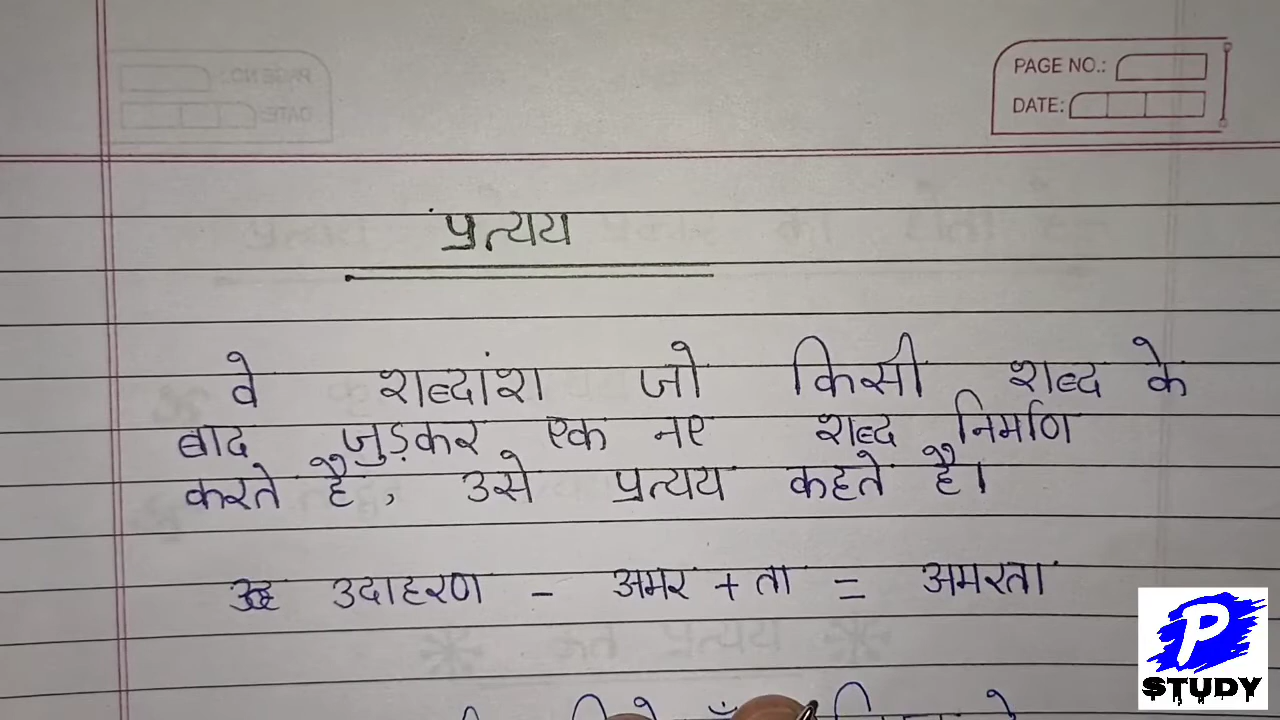 PAGE NO.:
DATE:
प्रत्यय
वे शब्दांश जो किसी शब्द के
बाद जुड़कर एक नए शब्द निर्माण
करते है, उसे प्रत्यय कहते है।
उदाहरण - अमर + ता = अमरता
P
STUDY